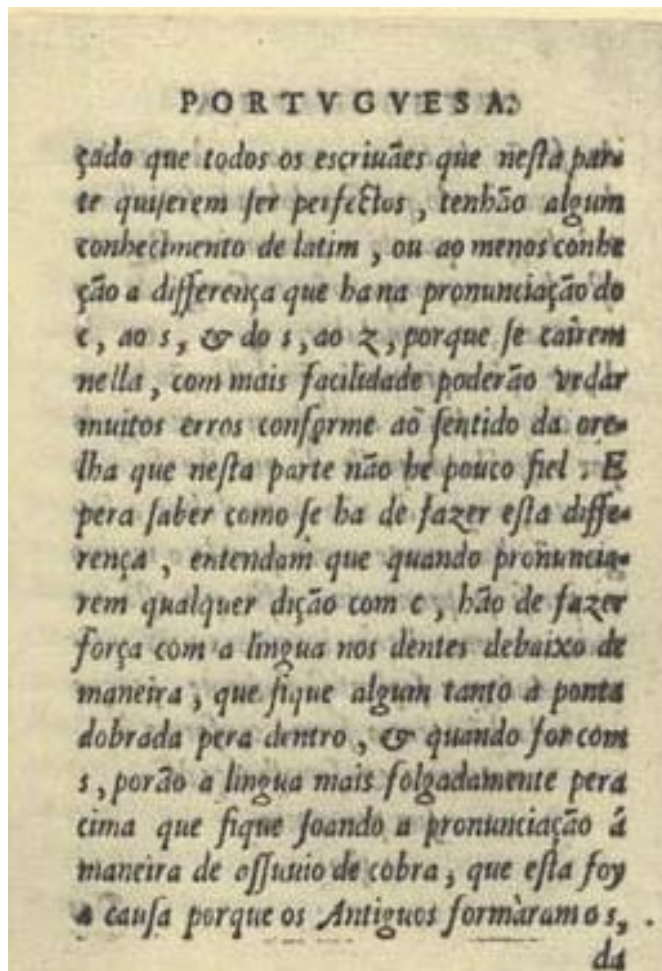 PORTVGVESA.
çado que todos os escriuães que neſta par-
te quiſerem ſer perfectos, tenhão algum
conhecimento de latim, ou ao menos conhe
ção a differença que ha na pronunciação do
c, ao s, & do s, ao z, porque ſe caîrem
nella, com mais facilidade poderão vedar
muitos erros conforme ao ſentido da ore-
lha que neſta parte não he pouco fiel. E
pera ſaber como ſe ha de fazer eſta diffe-
rença, entendam que quando pronuncia-
rem qualquer dição com c, hão de fazer
força com a lingua nos dentes debaixo de
maneira, que fique algum tanto a ponta
dobrada pera dentro, & quando for com
s, porão a lingua mais folgadamente pera
cima que fique ſoando a pronunciação á
maneira de aſſuuio de cobra, que eſta foy
a cauſa porque os Antiguos formàram o s,
da